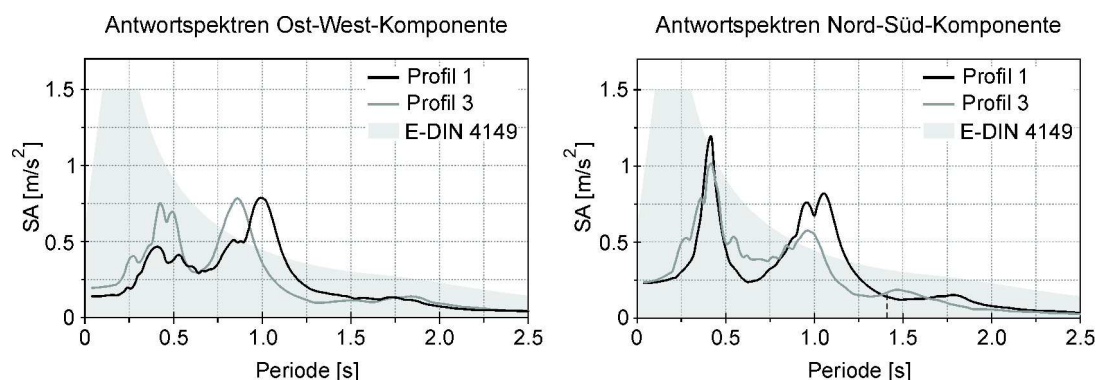 Antwortspektren Ost-West-Komponente
SA [m/s²]
1.5
1
0.5
0
0 0.5 1.0 1.5 2.0 2.5
Periode [s]
Profil 1
Profil 3
E-DIN 4149
Antwortspektren Nord-Süd-Komponente
SA [m/s²]
1.5
1
0.5
0
0 0.5 1.0 1.5 2.0 2.5
Periode [s]
Profil 1
Profil 3
E-DIN 4149